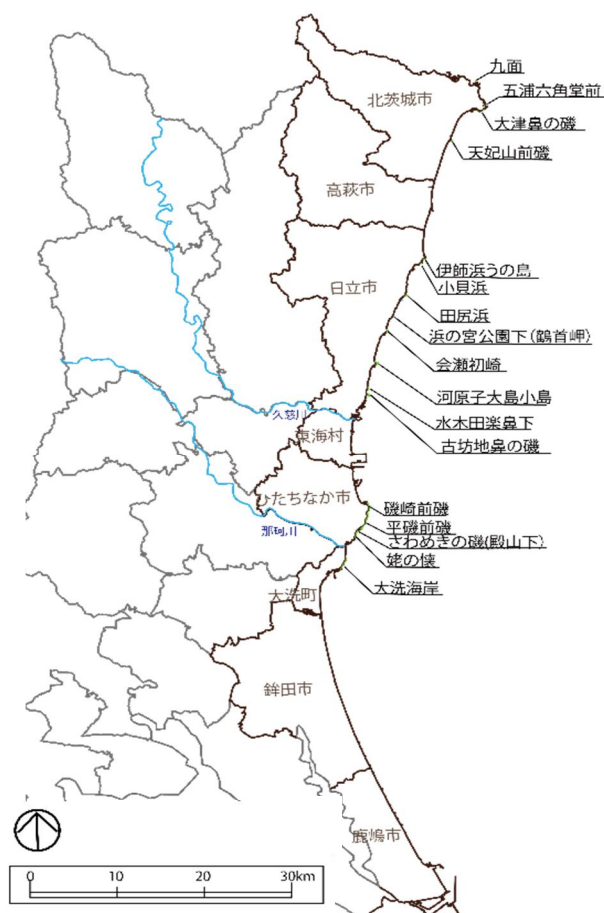 九面
五浦六角堂前
北茨城市
大津鼻の磯
天妃山前磯
高萩市
伊師浜うの島
小貝浜
日立市
田尻浜
浜の宮公園下(鶴首岬)
会瀬初崎
河原子大島小島
水木田楽鼻下
久慈川
東海村
古坊地鼻の磯
ひたちなか市
磯崎前磯
平磯前磯
那珂川
さわめきの磯(殿山下)
姥の懐
大洗海岸
大洗町
鉾田市
鹿嶋市
0 10 20 30km